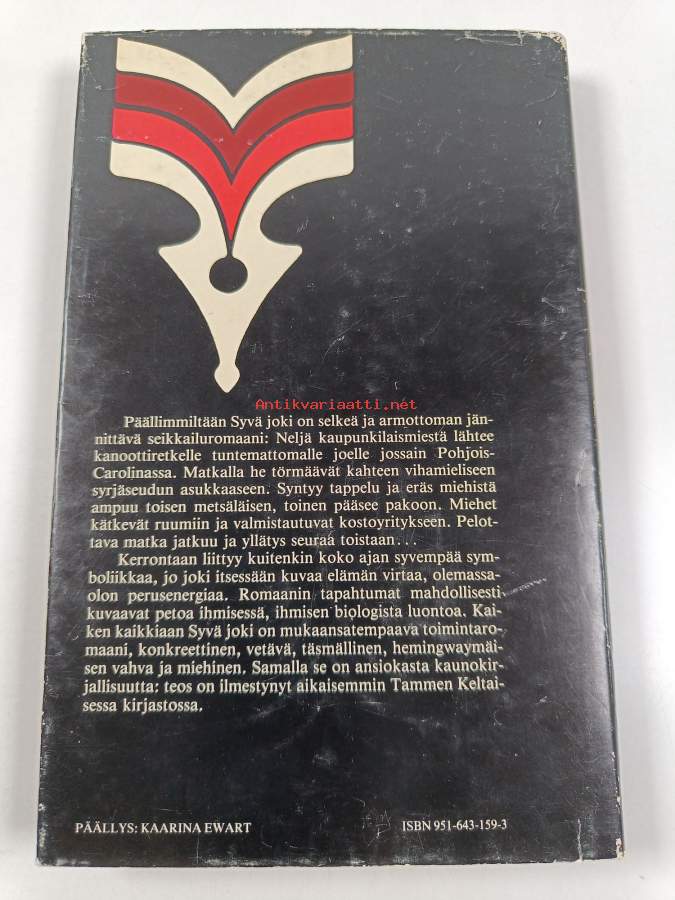 Antikvariaatti.net
Päällimmiltään Syvä joki on selkeä ja armottoman jän-
nittävä seikkailuromaani: Neljä kaupunkilaismiestä lähtee
kanoottiretkelle tuntemattomalle joelle jossain Pohjois-
Carolinassa. Matkalla he törmäävät kahteen vihamieliseen
syrjäseudun asukkaaseen. Syntyy tappelu ja eräs miehistä
ampuu toisen metsäläisen, toinen pääsee pakoon. Miehet
kätkevät ruumiin ja valmistautuvat kostoyritykseen. Pelot-
tava matka jatkuu ja yllätys seuraa toistaan...
Kerrontaan liittyy kuitenkin koko ajan syvempää sym-
boliikkaa, jo joki itsessään kuvaa elämän virtaa, olemassa-
olon perusenergiaa. Romaanin tapahtumat mahdollisesti
kuvaavat petoa ihmisessä, ihmisen biologista luontoa. Kai-
ken kaikkiaan Syvä joki on mukaansatempaava toimintaro-
maani, konkreettinen, vetävä, täsmällinen, hemingwaymäi-
sen vahva ja miehinen. Samalla se on ansiokasta kaunokir-
jallisuutta: teos on ilmestynyt aikaisemmin Tammen Keltai-
sessa kirjastossa.
PÄÄLLYS: KAARINA EWART
ISBN 951-643-159-3